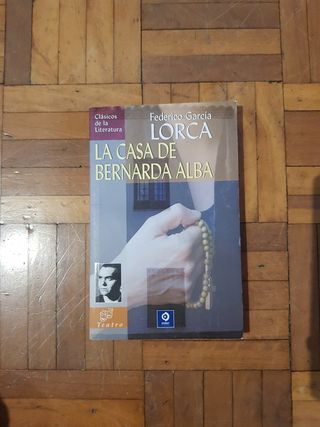 Clásicos
de la
Literatura
Federico García
LORCA
LA CASA DE
BERNARDA ALBA
Teatro